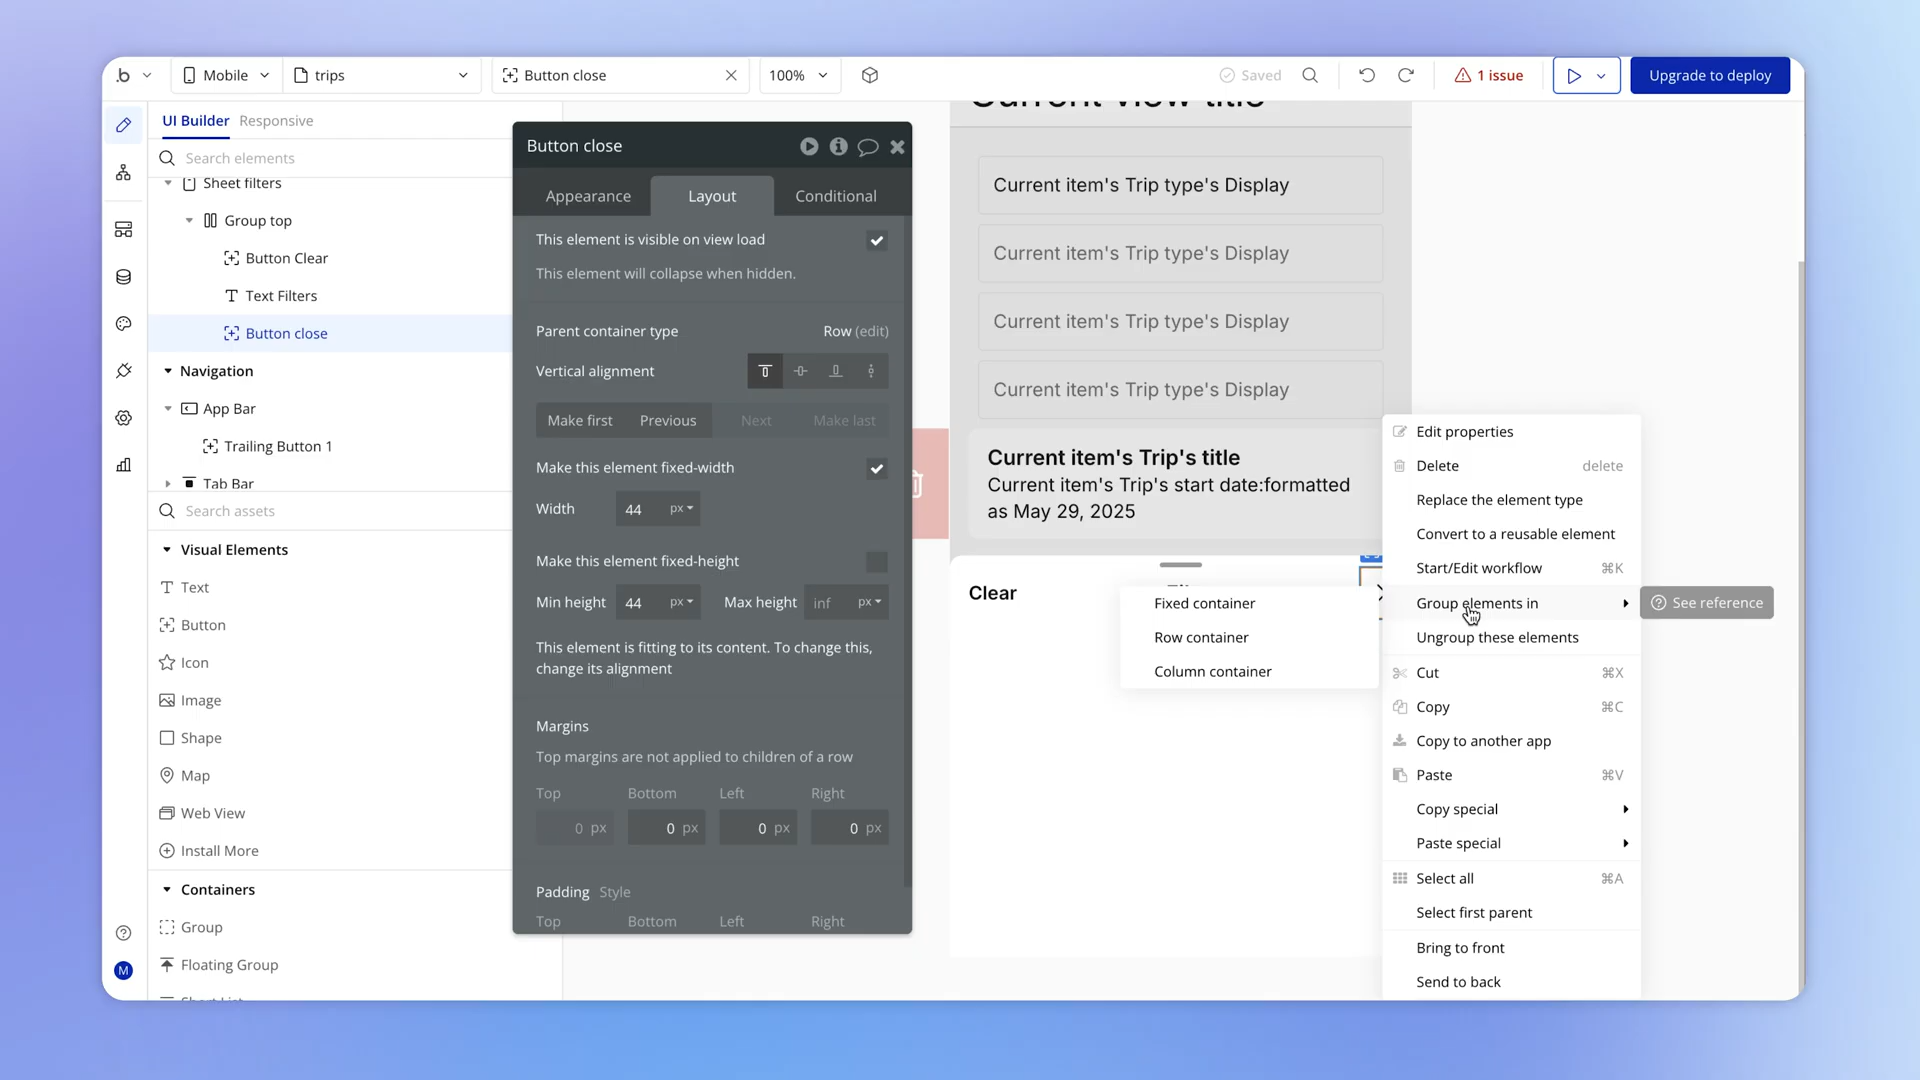 .b
Mobile
trips
Button close
100%
Saved
1 issue
Upgrade to deploy
UI Builder
Responsive
Search elements
Sheet filters
Group top
Button Clear
Text Filters
Button close
Navigation
App Bar
Trailing Button 1
Tab Bar
Search assets
Visual Elements
Text
Button
Icon
Image
Shape
Map
Web View
Install More
Containers
Group
Floating Group
M
Button close
Appearance
Layout
Conditional
This element is visible on view load
This element will collapse when hidden.
Parent container type
Row (edit)
Vertical alignment
Make first
Previous
Next
Make last
Make this element fixed-width
Width
44 px
Make this element fixed-height
Min height
44 px
Max height
inf px
This element is fitting to its content. To change this,
change its alignment
Margins
Top margins are not applied to children of a row
Top
Bottom
Left
Right
0 px
0 px
0 px
0 px
Padding
Style
Top
Bottom
Left
Right
Current view title
Current item's Trip type's Display
Current item's Trip type's Display
Current item's Trip type's Display
Current item's Trip type's Display
Current item's Trip's title
Current item's Trip's start date:formatted
as May 29, 2025
Clear
Fixed container
Row container
Column container
Edit properties
Delete delete
Replace the element type
Convert to a reusable element
Start/Edit workflow ⌘K
Group elements in
See reference
Ungroup these elements
Cut ⌘X
Copy ⌘C
Copy to another app
Paste ⌘V
Copy special
Paste special
Select all ⌘A
Select first parent
Bring to front
Send to back